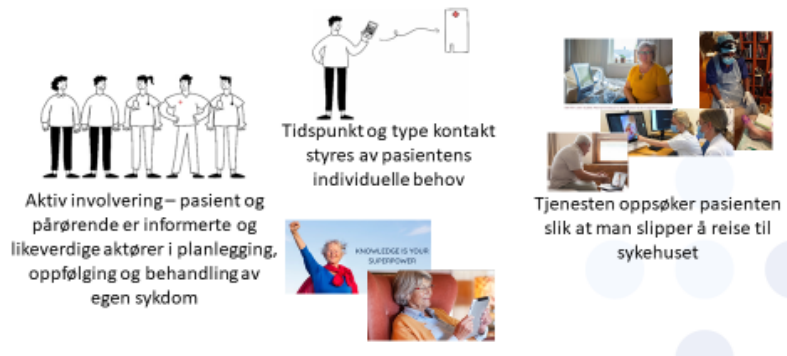 Aktiv involvering – pasient og
pårørende er informerte og
likeverdige aktører i planlegging,
oppfølging og behandling av
egen sykdom
Tidspunkt og type kontakt
styres av pasientens
individuelle behov
KNOWLEDGE IS YOUR
SUPERPOWER
Tjenesten oppsøker pasienten
slik at man slipper å reise til
sykehuset